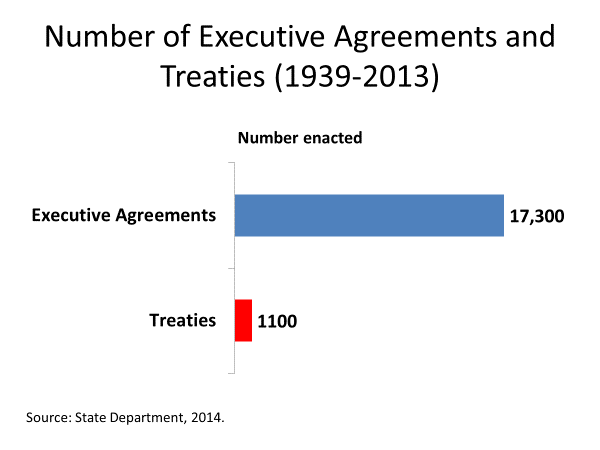 Number of Executive Agreements and
Treaties (1939-2013)
Number enacted
Executive Agreements
17,300
Treaties
1100
Source: State Department, 2014.